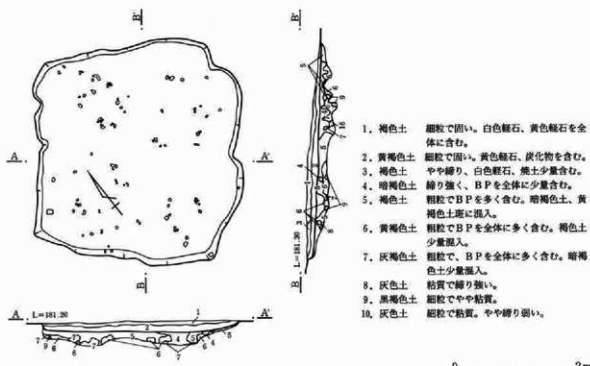 B'
B'
A
A'
B
B
L=181.20
A
L=181.20
A'
1
1. 褐色土 細粒で固い。白色軽石、黄色軽石を全
体に含む。
2. 黄褐色土 細粒で固い。黄色軽石、炭化物を含む。
3. 褐色土 やや締り、白色軽石、焼土少量含む。
4. 暗褐色土 締り強く、BPを全体に少量含む。
5. 褐色土 粗粒でBPを多く含む。暗褐色土、黄
褐色土斑に混入。
6. 黄褐色土 粗粒でBPを全体に多く含む。褐色土
少量混入。
7. 灰褐色土 粗粒で、BPを全体に多く含む。暗褐
色土少量混入。
8. 灰色土 粘質で締り強い。
9. 黒褐色土 細粒でやや粘質。
10. 灰色土 細粒で粘質。やや締り弱い。
0